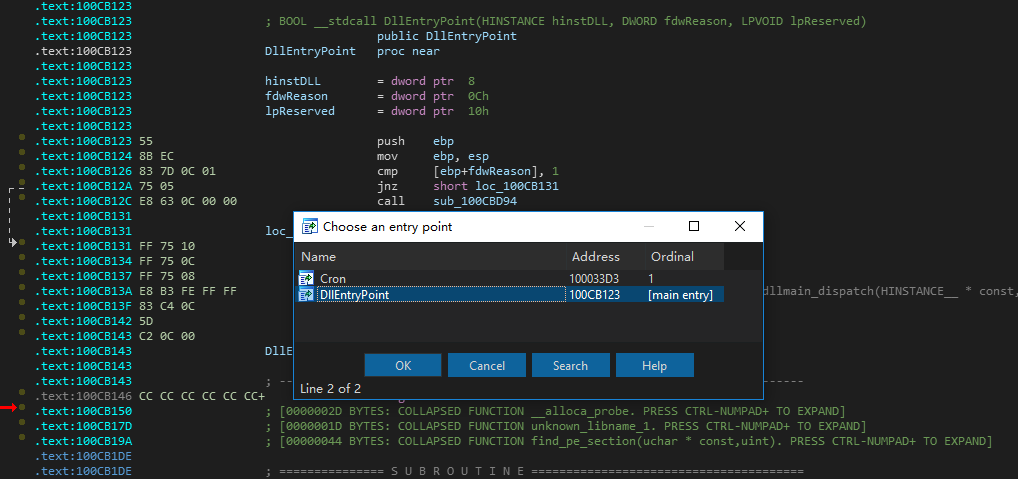 .text:100CB123
.text:100CB123 ; BOOL __stdcall DllEntryPoint(HINSTANCE hinstDLL, DWORD fdwReason, LPVOID lpReserved)
.text:100CB123 public DllEntryPoint
.text:100CB123 DllEntryPoint proc near
.text:100CB123
.text:100CB123 hinstDLL = dword ptr 8
.text:100CB123 fdwReason = dword ptr 0Ch
.text:100CB123 lpReserved = dword ptr 10h
.text:100CB123
.text:100CB123 55 push ebp
.text:100CB124 8B EC mov ebp, esp
.text:100CB126 83 7D 0C 01 cmp [ebp+fdwReason], 1
.text:100CB12A 75 05 jnz short loc_100CB131
.text:100CB12C E8 63 0C 00 00 call sub_100CBD94
.text:100CB131
.text:100CB131 loc_
.text:100CB131 FF 75 10
.text:100CB134 FF 75 0C
.text:100CB137 FF 75 08
.text:100CB13A E8 B3 FE FF FF dllmain_dispatch(HINSTANCE__ * const,
.text:100CB13F 83 C4 0C
.text:100CB142 5D
.text:100CB143 C2 0C 00
.text:100CB143 DllE
.text:100CB143
.text:100CB143 ; ---
.text:100CB146 CC CC CC CC CC CC+
.text:100CB150 ; [0000002D BYTES: COLLAPSED FUNCTION __alloca_probe. PRESS CTRL-NUMPAD+ TO EXPAND]
.text:100CB17D ; [0000001D BYTES: COLLAPSED FUNCTION unknown_libname_1. PRESS CTRL-NUMPAD+ TO EXPAND]
.text:100CB19A ; [00000044 BYTES: COLLAPSED FUNCTION find_pe_section(uchar * const,uint). PRESS CTRL-NUMPAD+ TO EXPAND]
.text:100CB1DE
.text:100CB1DE ; =============== S U B R O U T I N E =======================================
Choose an entry point
Name Address Ordinal
Cron 100033D3 1
DllEntryPoint 100CB123 [main entry]
OK Cancel Search Help
Line 2 of 2